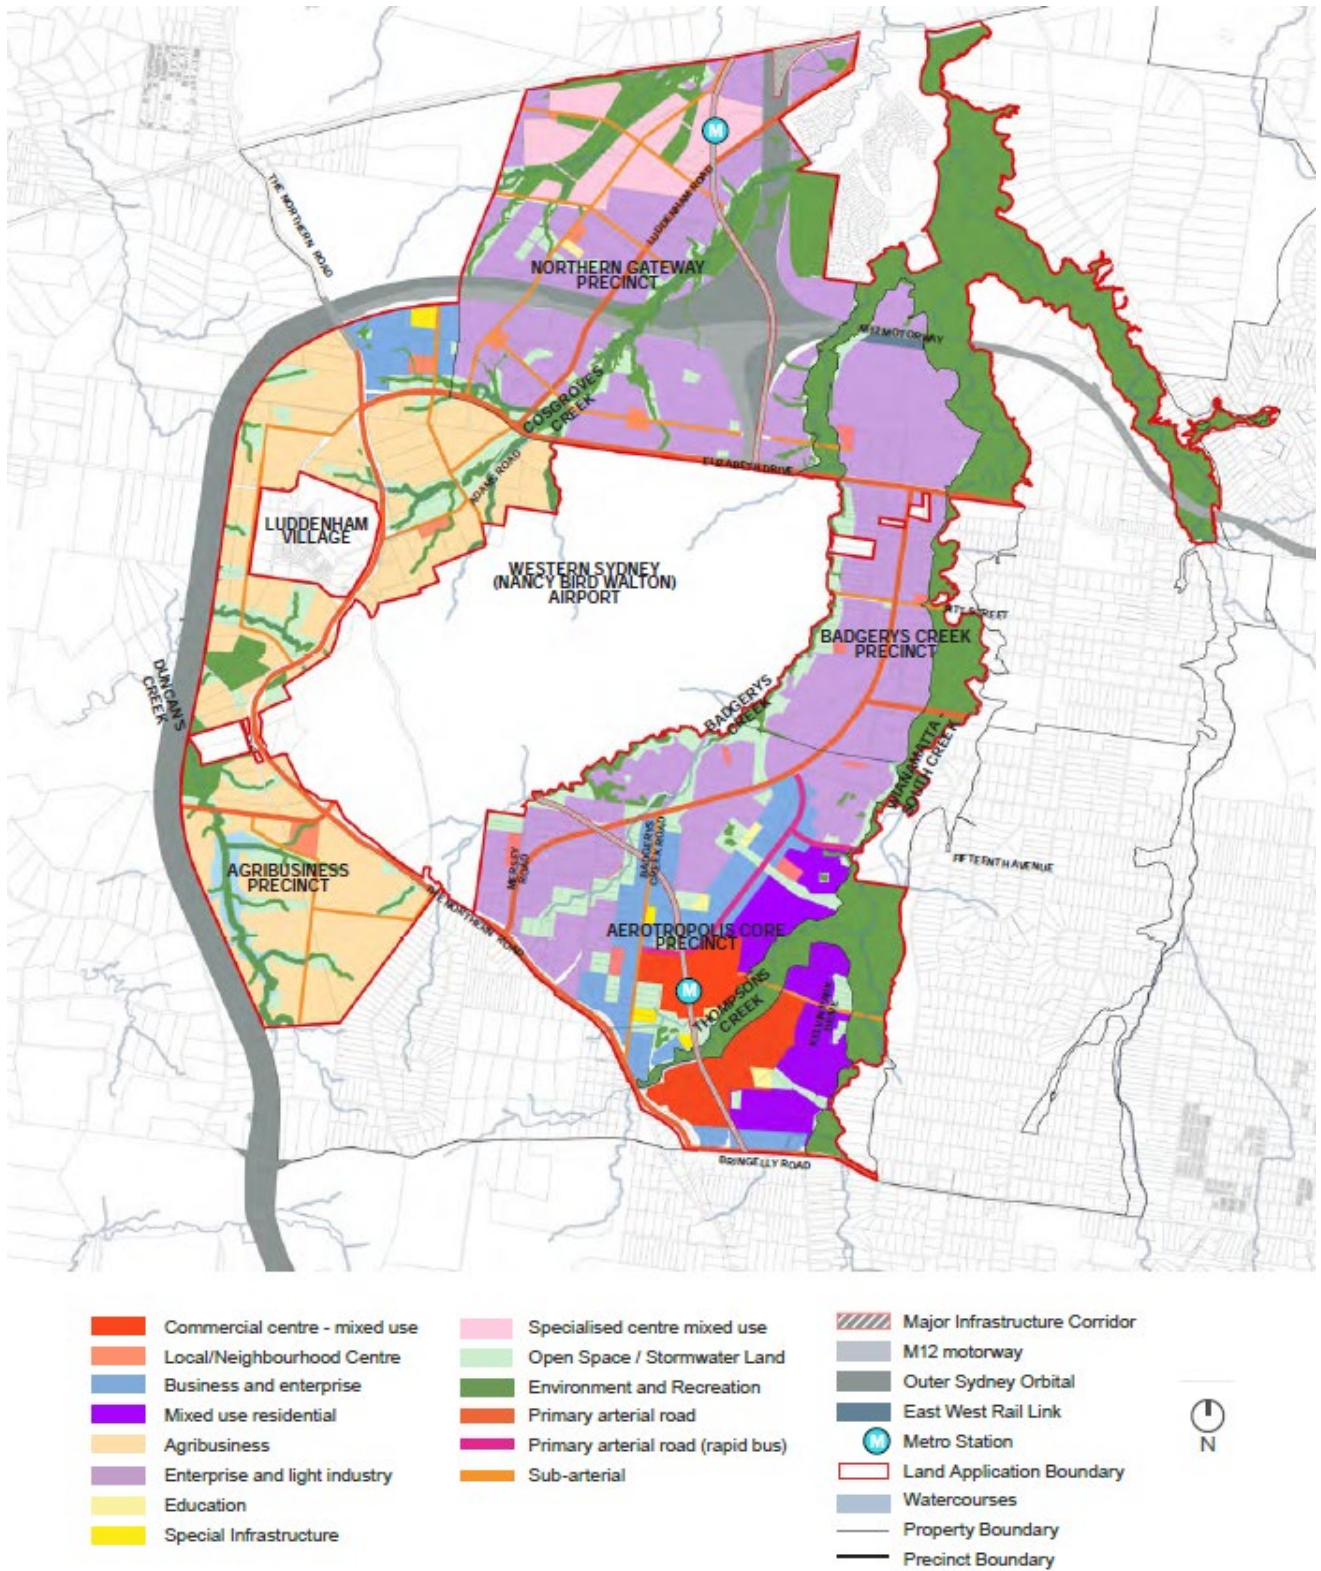 M
THE NORTHERN ROAD
LUDDENHAM ROAD
NORTHERN GATEWAY
PRECINCT
M12 MOTORWAY
COSGROVES
CREEK
ELIZABETH DRIVE
ADAMS ROAD
LUDDENHAM
VILLAGE
WESTERN SYDNEY
(NANCY BIRD WALTON)
AIRPORT
STREET
BADGERYS CREEK
PRECINCT
DUNCAN'S
CREEK
BADGERYS
CREEK
WIANAMATTA -
SOUTH CREEK
BADGERYS
CREEK ROAD
MERSEY
ROAD
FIFTEENTH AVENUE
AGRIBUSINESS
PRECINCT
THE NORTHERN ROAD
AEROTROPOLIS CORE
PRECINCT
M
THOMPSONS
CREEK
DRIVE
BRINGELLY ROAD
Commercial centre - mixed use
Local/Neighbourhood Centre
Business and enterprise
Mixed use residential
Agribusiness
Enterprise and light industry
Education
Special Infrastructure
Specialised centre mixed use
Open Space / Stormwater Land
Environment and Recreation
Primary arterial road
Primary arterial road (rapid bus)
Sub-arterial
Major Infrastructure Corridor
M12 motorway
Outer Sydney Orbital
East West Rail Link
M Metro Station
Land Application Boundary
Watercourses
Property Boundary
Precinct Boundary
N